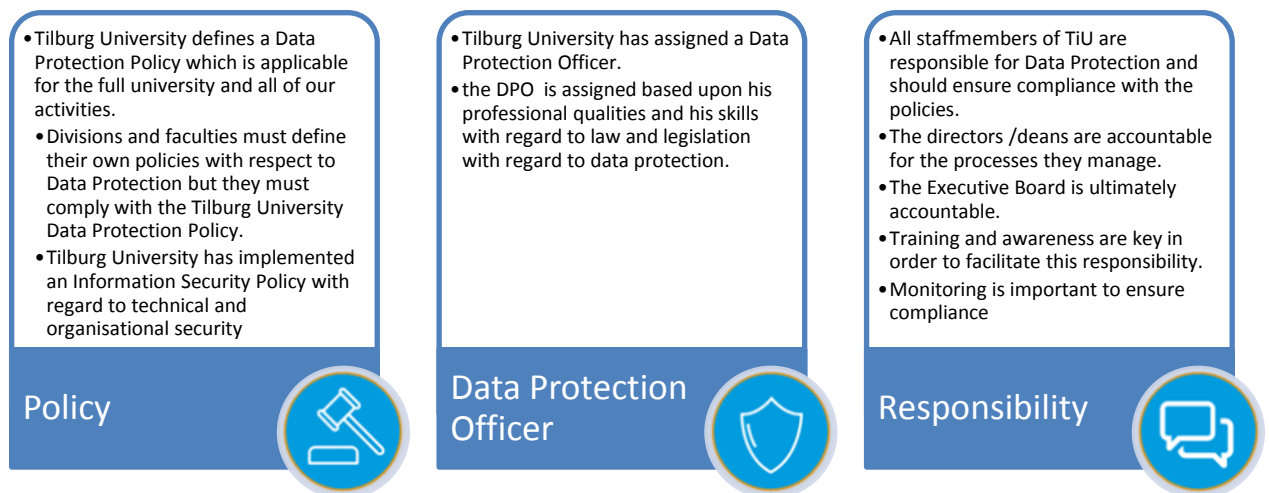 •Tilburg University defines a Data
Protection Policy which is applicable
for the full university and all of our
activities.
•Divisions and faculties must define
their own policies with respect to
Data Protection but they must
comply with the Tilburg University
Data Protection Policy.
•Tilburg University has implemented
an Information Security Policy with
regard to technical and
organisational security
Policy
•Tilburg University has assigned a Data
Protection Officer.
•the DPO is assigned based upon his
professional qualities and his skills
with regard to law and legislation
with regard to data protection.
Data Protection
Officer
•All staffmembers of TiU are
responsible for Data Protection and
should ensure compliance with the
policies.
•The directors /deans are accountable
for the processes they manage.
•The Executive Board is ultimately
accountable.
•Training and awareness are key in
order to facilitate this responsibility.
•Monitoring is important to ensure
compliance
Responsibility